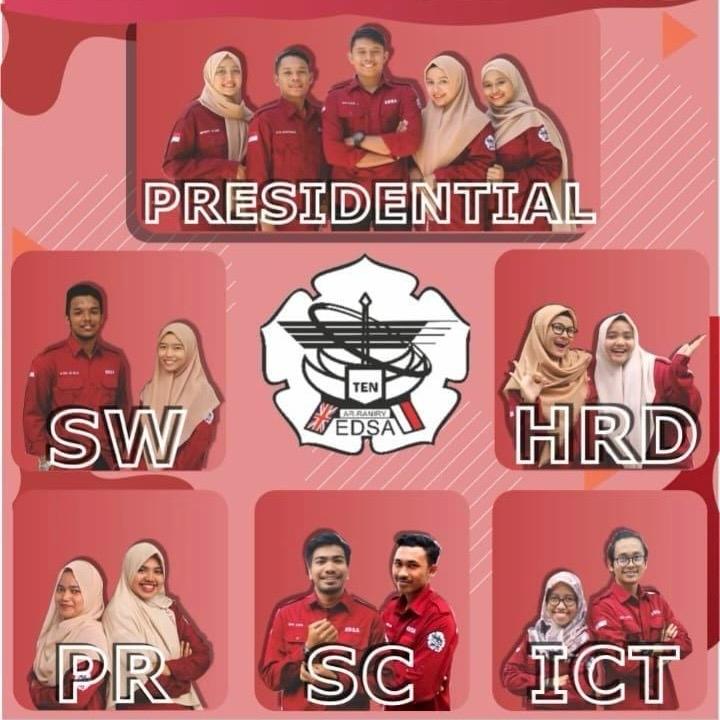 PRESIDENTIAL
SW
TEN
AR-RANIRY
EDSA
HRD
PR
SC
ICT